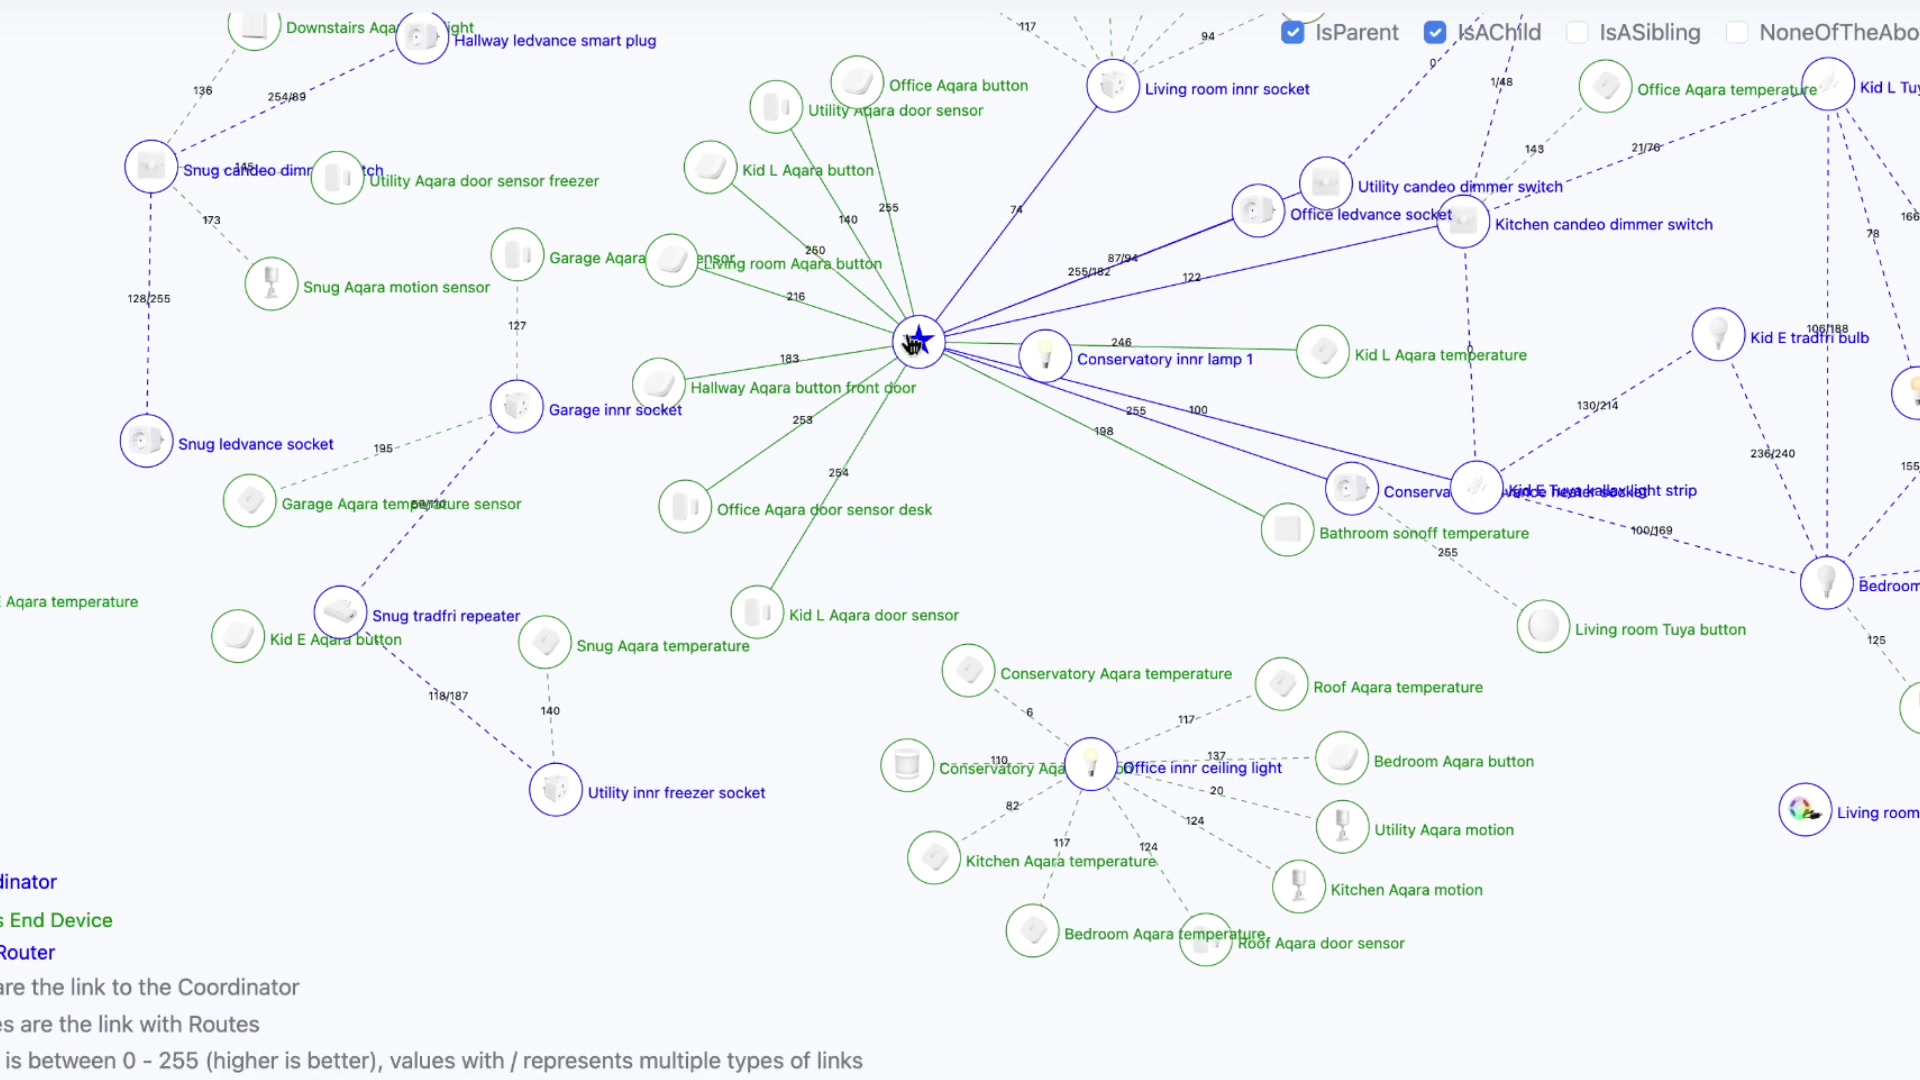 Downstairs Aqa
ight
Hallway ledvance smart plug
117
94
IsParent
IsAChild
IsASibling
NoneOfTheAbo
0
1/48
136
254/89
Office Aqara button
Utility Aqara door sensor
Living room innr socket
Office Aqara temperature
Kid L Tuy
143
21/76
Snug candeo dimr
tch
145
Utility Aqara door sensor freezer
Kid L Aqara button
Utility candeo dimmer switch
Office ledvance socket
Kitchen candeo dimmer switch
173
140
255
74
166
78
250
Garage Aqara
ensor
Living room Aqara button
87/94
255/182
122
Snug Aqara motion sensor
128/255
216
127
246
106/188
Kid E tradfri bulb
183
Conservatory innr lamp 1
Kid L Aqara temperature
0
Hallway Aqara button front door
Garage innr socket
253
255
100
198
130/214
Snug ledvance socket
195
236/240
155
254
Garage Aqara temperature sensor
Office Aqara door sensor desk
Conserva
Kid E Tuya kallax light strip
Bathroom sonoff temperature
100/169
255
Aqara temperature
Bedroom
Snug tradfri repeater
Kid L Aqara door sensor
Kid E Aqara button
Snug Aqara temperature
Living room Tuya button
125
Conservatory Aqara temperature
Roof Aqara temperature
118/187
140
6
117
110
137
Conservatory Aqa
Office innr ceiling light
Bedroom Aqara button
20
Utility innr freezer socket
82
124
Living room
117
124
Utility Aqara motion
Kitchen Aqara temperature
Kitchen Aqara motion
Bedroom Aqara temperature
Roof Aqara door sensor
dinator
s End Device
Router
are the link to the Coordinator
es are the link with Routes
is between 0 - 255 (higher is better), values with / represents multiple types of links